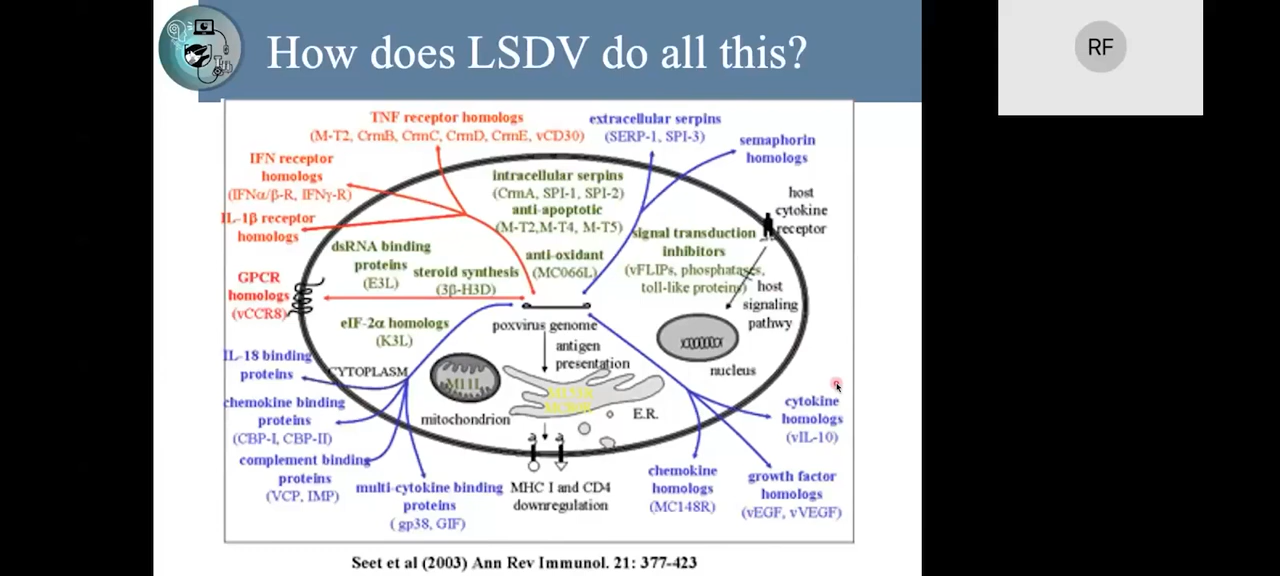 How does LSDV do all this?
RF
TNF receptor homologs
(M-T2, CrmB, CrmC, CrmD, CrmE, vCD30)
extracellular serpins
(SERP-1, SPI-3)
semaphorin
homologs
IFN receptor
homologs
(IFNα/β-R, IFNγ-R)
IL-1β receptor
homologs
intracellular serpins
(CrmA, SPI-1, SPI-2)
anti-apoptotic
(M-T2,M-T4, M-T5)
host
cytokine
receptor
signal transduction
inhibitors
(vFLIPs, phosphatases,
toll-like proteins)
dsRNA binding
proteins
(E3L)
steroid synthesis
(3β-H3D)
anti-oxidant
(MC066L)
GPCR
homologs
(vCCR8)
host
signaling
pathwy
eIF-2α homologs
(K3L)
poxvirus genome
antigen
presentation
nucleus
IL-18 binding
proteins
CYTOPLASM
M11L
mitochondrion
E.R.
chemokine binding
proteins
(CBP-I, CBP-II)
cytokine
homologs
(vIL-10)
complement binding
proteins
(VCP, IMP)
multi-cytokine binding
proteins
( gp38, GIF)
MHC I and CD4
downregulation
chemokine
homologs
(MC148R)
growth factor
homologs
(vEGF, vVEGF)
Seet et al (2003) Ann Rev Immunol. 21: 377-423